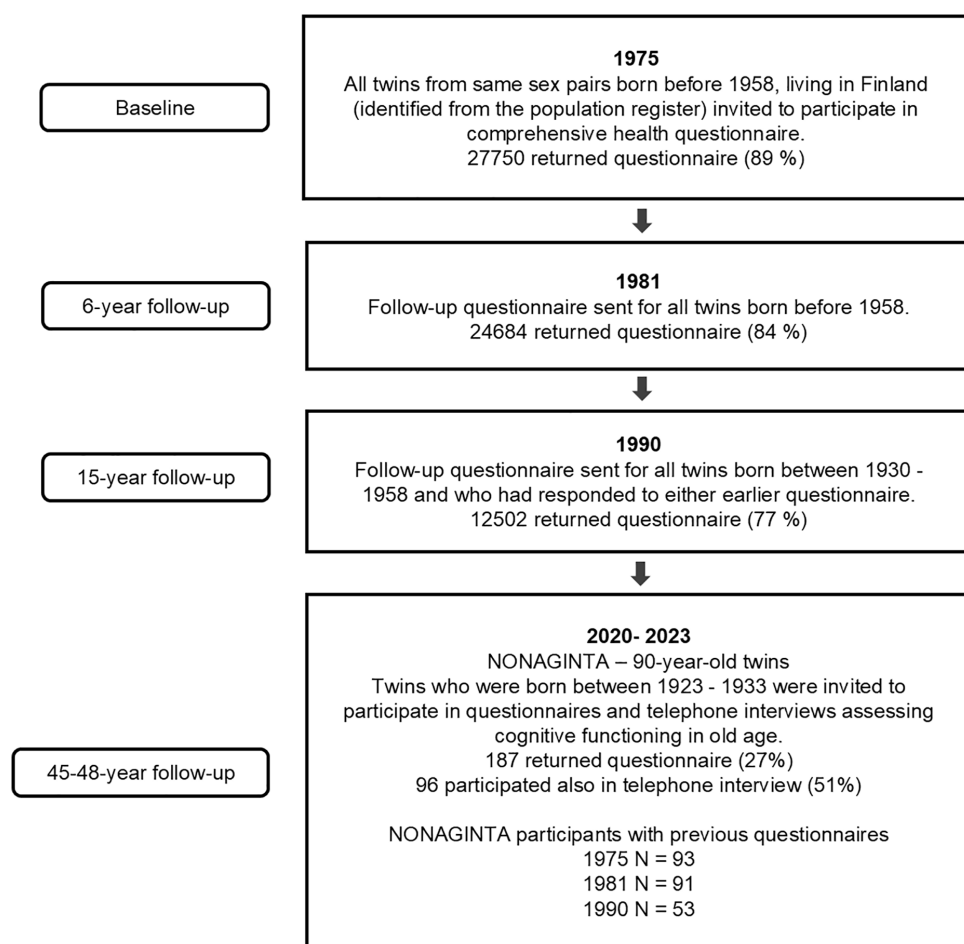 Baseline
1975
All twins from same sex pairs born before 1958, living in Finland
(identified from the population register) invited to participate in
comprehensive health questionnaire.
27750 returned questionnaire (89 %)
6-year follow-up
1981
Follow-up questionnaire sent for all twins born before 1958.
24684 returned questionnaire (84 %)
15-year follow-up
1990
Follow-up questionnaire sent for all twins born between 1930 -
1958 and who had responded to either earlier questionnaire.
12502 returned questionnaire (77 %)
45-48-year follow-up
2020- 2023
NONAGINTA – 90-year-old twins
Twins who were born between 1923 - 1933 were invited to
participate in questionnaires and telephone interviews assessing
cognitive functioning in old age.
187 returned questionnaire (27%)
96 participated also in telephone interview (51%)
NONAGINTA participants with previous questionnaires
1975 N = 93
1981 N = 91
1990 N = 53